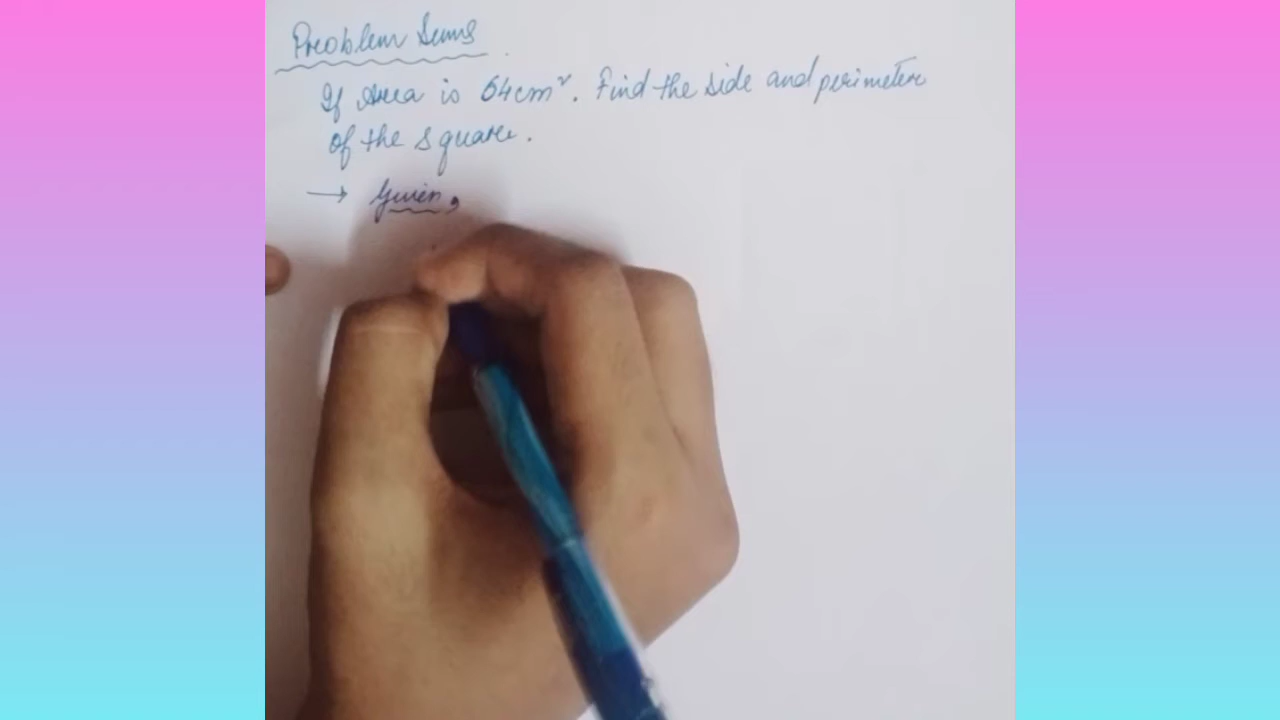 Problem Sums
If Area is 64cm². Find the side and perimeter
of the square.
→ Given,